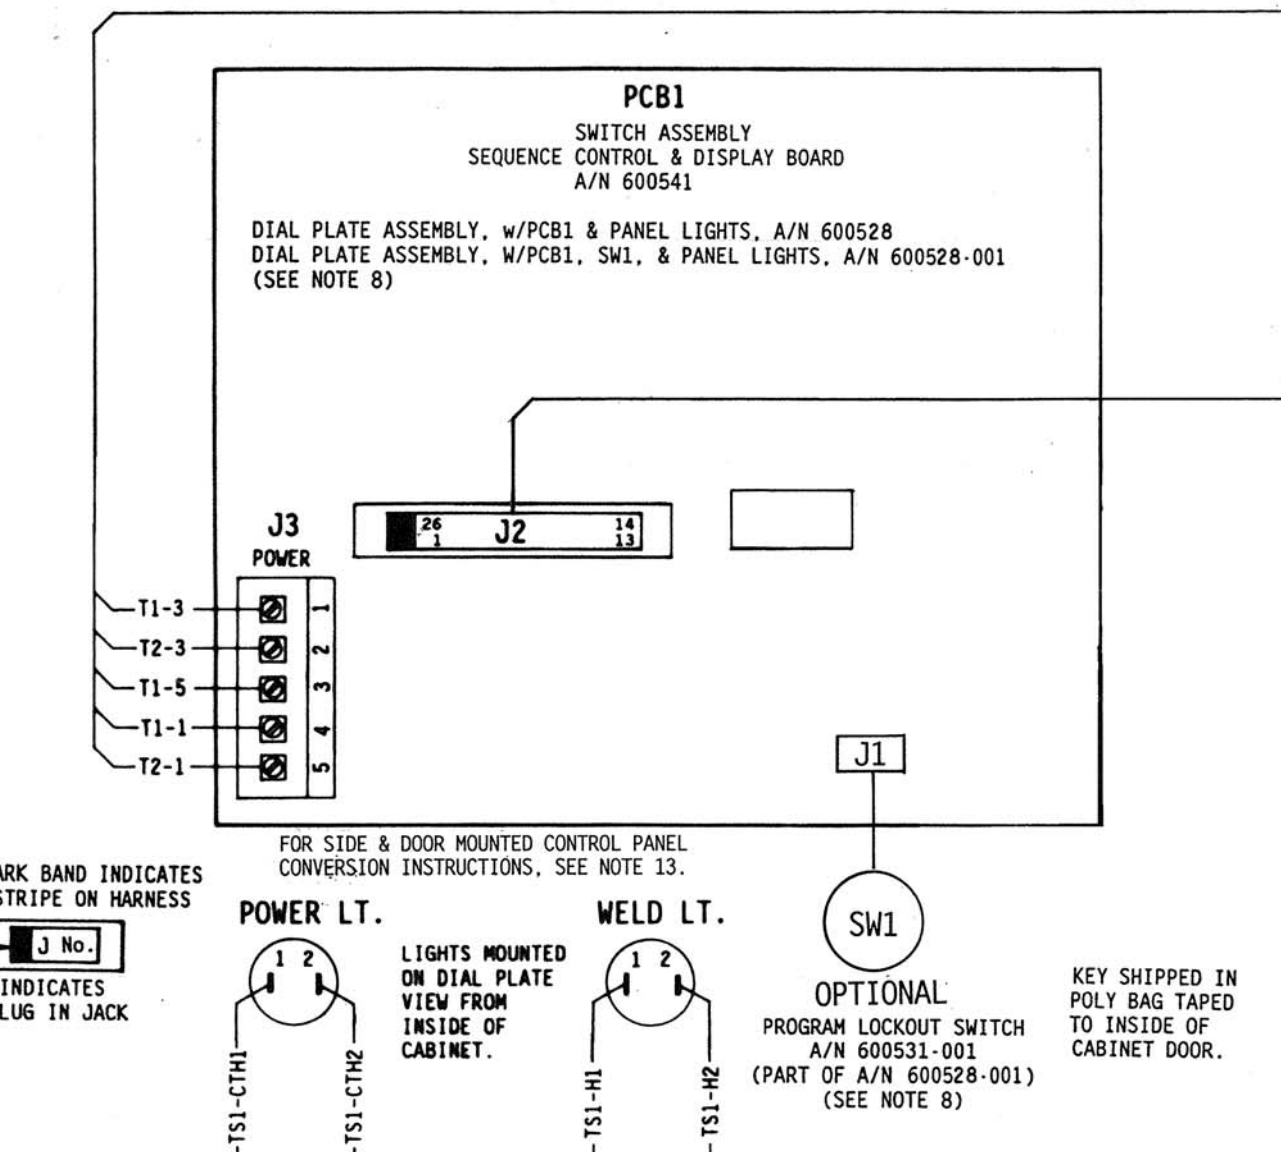 PCB1
SWITCH ASSEMBLY
SEQUENCE CONTROL & DISPLAY BOARD
A/N 600541
DIAL PLATE ASSEMBLY, w/PCB1 & PANEL LIGHTS, A/N 600528
DIAL PLATE ASSEMBLY, W/PCB1, SW1, & PANEL LIGHTS, A/N 600528-001
(SEE NOTE 8)
J3
POWER
26
1
J2
14
13
T1-3
1
T2-3
2
T1-5
3
T1-1
4
T2-1
5
J1
FOR SIDE & DOOR MOUNTED CONTROL PANEL
CONVERSION INSTRUCTIONS, SEE NOTE 13.
ARK BAND INDICATES
STRIPE ON HARNESS
J No.
INDICATES
LUG IN JACK
POWER LT.
1 2
TS1-CTH1
TS1-CTH2
LIGHTS MOUNTED
ON DIAL PLATE
VIEW FROM
INSIDE OF
CABINET.
WELD LT.
1 2
TS1-H1
TS1-H2
SW1
OPTIONAL
PROGRAM LOCKOUT SWITCH
A/N 600531-001
(PART OF A/N 600528-001)
(SEE NOTE 8)
KEY SHIPPED IN
POLY BAG TAPED
TO INSIDE OF
CABINET DOOR.